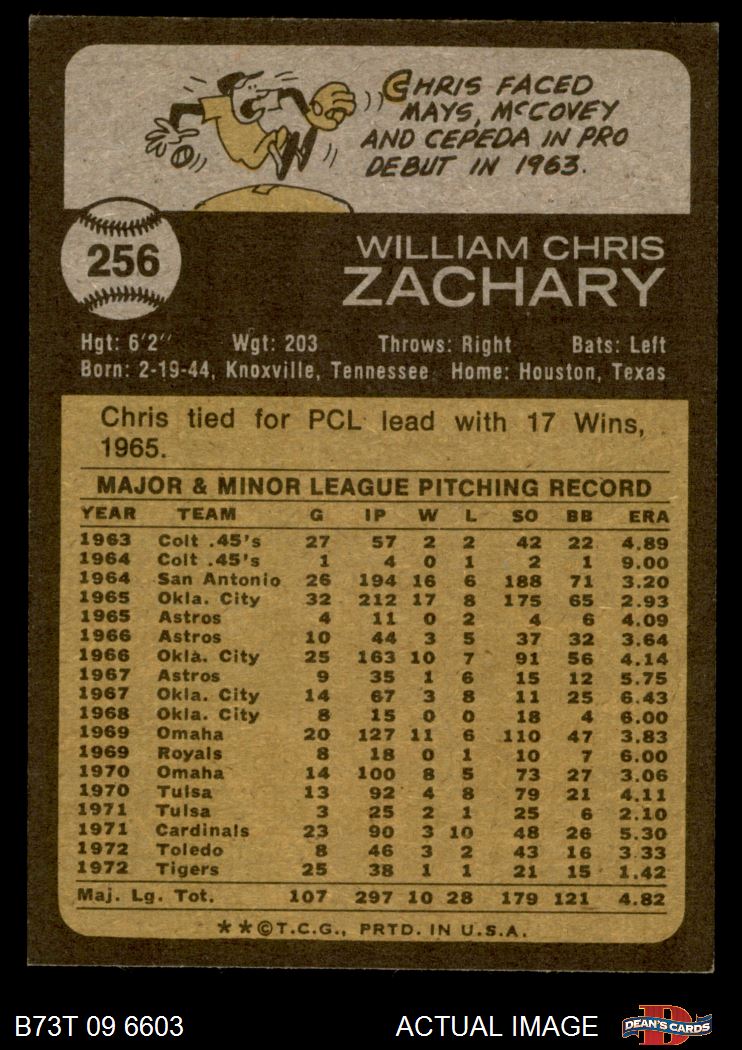 CHRIS FACED
MAYS, McCOVEY
AND CEPEDA IN PRO
DEBUT IN 1963.
256
WILLIAM CHRIS
ZACHARY
Hgt: 6'2" Wgt: 203 Throws: Right Bats: Left
Born: 2-19-44, Knoxville, Tennessee Home: Houston, Texas
Chris tied for PCL lead with 17 Wins,
1965.
MAJOR & MINOR LEAGUE PITCHING RECORD
YEAR TEAM G IP W L SO BB ERA
1963 Colt .45's 27 57 2 2 42 22 4.89
1964 Colt .45's 1 4 0 1 2 1 9.00
1964 San Antonio 26 194 16 6 188 71 3.20
1965 Okla. City 32 212 17 8 175 65 2.93
1965 Astros 4 11 0 2 4 6 4.09
1966 Astros 10 44 3 5 37 32 3.64
1966 Okla. City 25 163 10 7 91 56 4.14
1967 Astros 9 35 1 6 15 12 5.75
1967 Okla. City 14 67 3 8 11 25 6.43
1968 Okla. City 8 15 0 0 18 4 6.00
1969 Omaha 20 127 11 6 110 47 3.83
1969 Royals 8 18 0 1 10 7 6.00
1970 Omaha 14 100 8 5 73 27 3.06
1970 Tulsa 13 92 4 8 79 21 4.11
1971 Tulsa 3 25 2 1 25 6 2.10
1971 Cardinals 23 90 3 10 48 26 5.30
1972 Toledo 8 46 3 2 43 16 3.33
1972 Tigers 25 38 1 1 21 15 1.42
Maj. Lg. Tot. 107 297 10 28 179 121 4.82
**©T.C.G., PRTD. IN U.S.A.
B73T 09 6603 ACTUAL IMAGE D DEAN'S CARDS